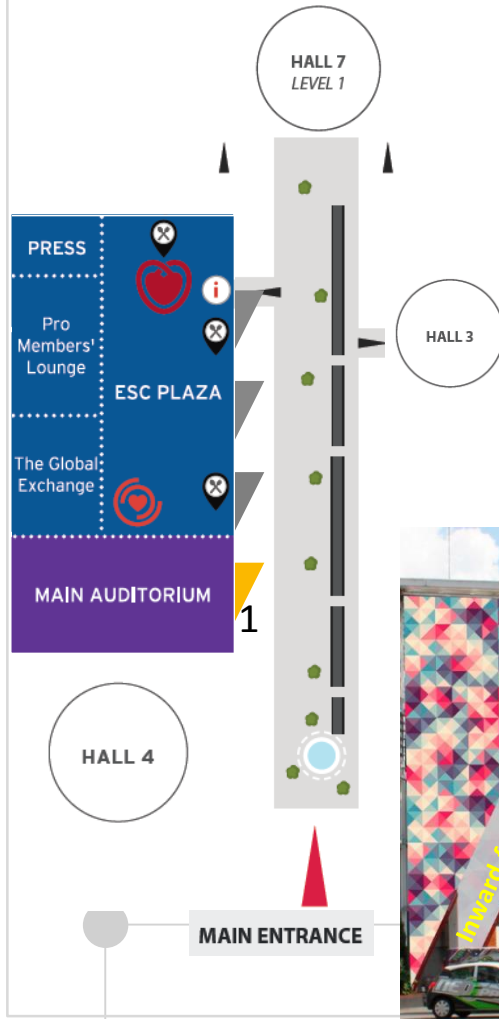 HALL 7
LEVEL 1
PRESS
i
Pro
Members'
Lounge
ESC PLAZA
HALL 3
The Global
Exchange
MAIN AUDITORIUM
1
HALL 4
Inward
MAIN ENTRANCE